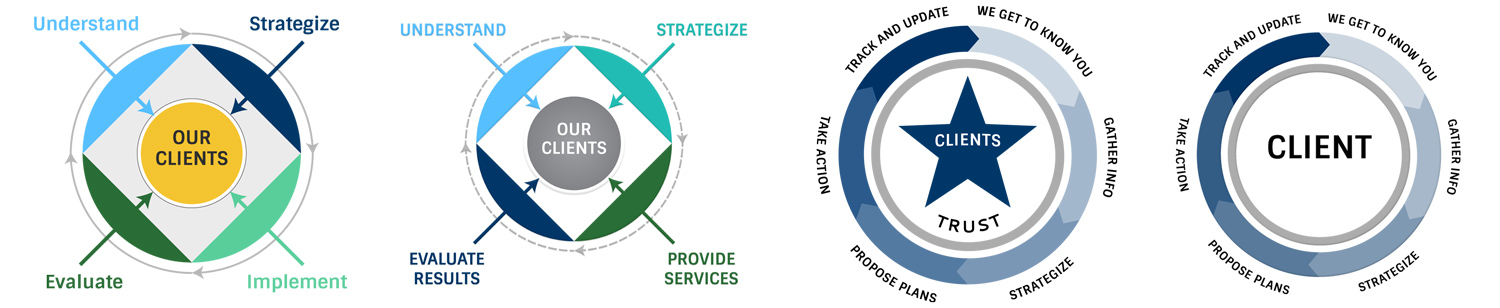 Understand
Strategize
OUR
CLIENTS
Evaluate
Implement
UNDERSTAND
STRATEGIZE
OUR
CLIENTS
EVALUATE
RESULTS
PROVIDE
SERVICES
TRACK AND UPDATE
WE GET TO KNOW YOU
GATHER INFO
STRATEGIZE
PROPOSE PLANS
TAKE ACTION
CLIENTS
TRUST
TRACK AND UPDATE
WE GET TO KNOW YOU
GATHER INFO
STRATEGIZE
PROPOSE PLANS
TAKE ACTION
CLIENT